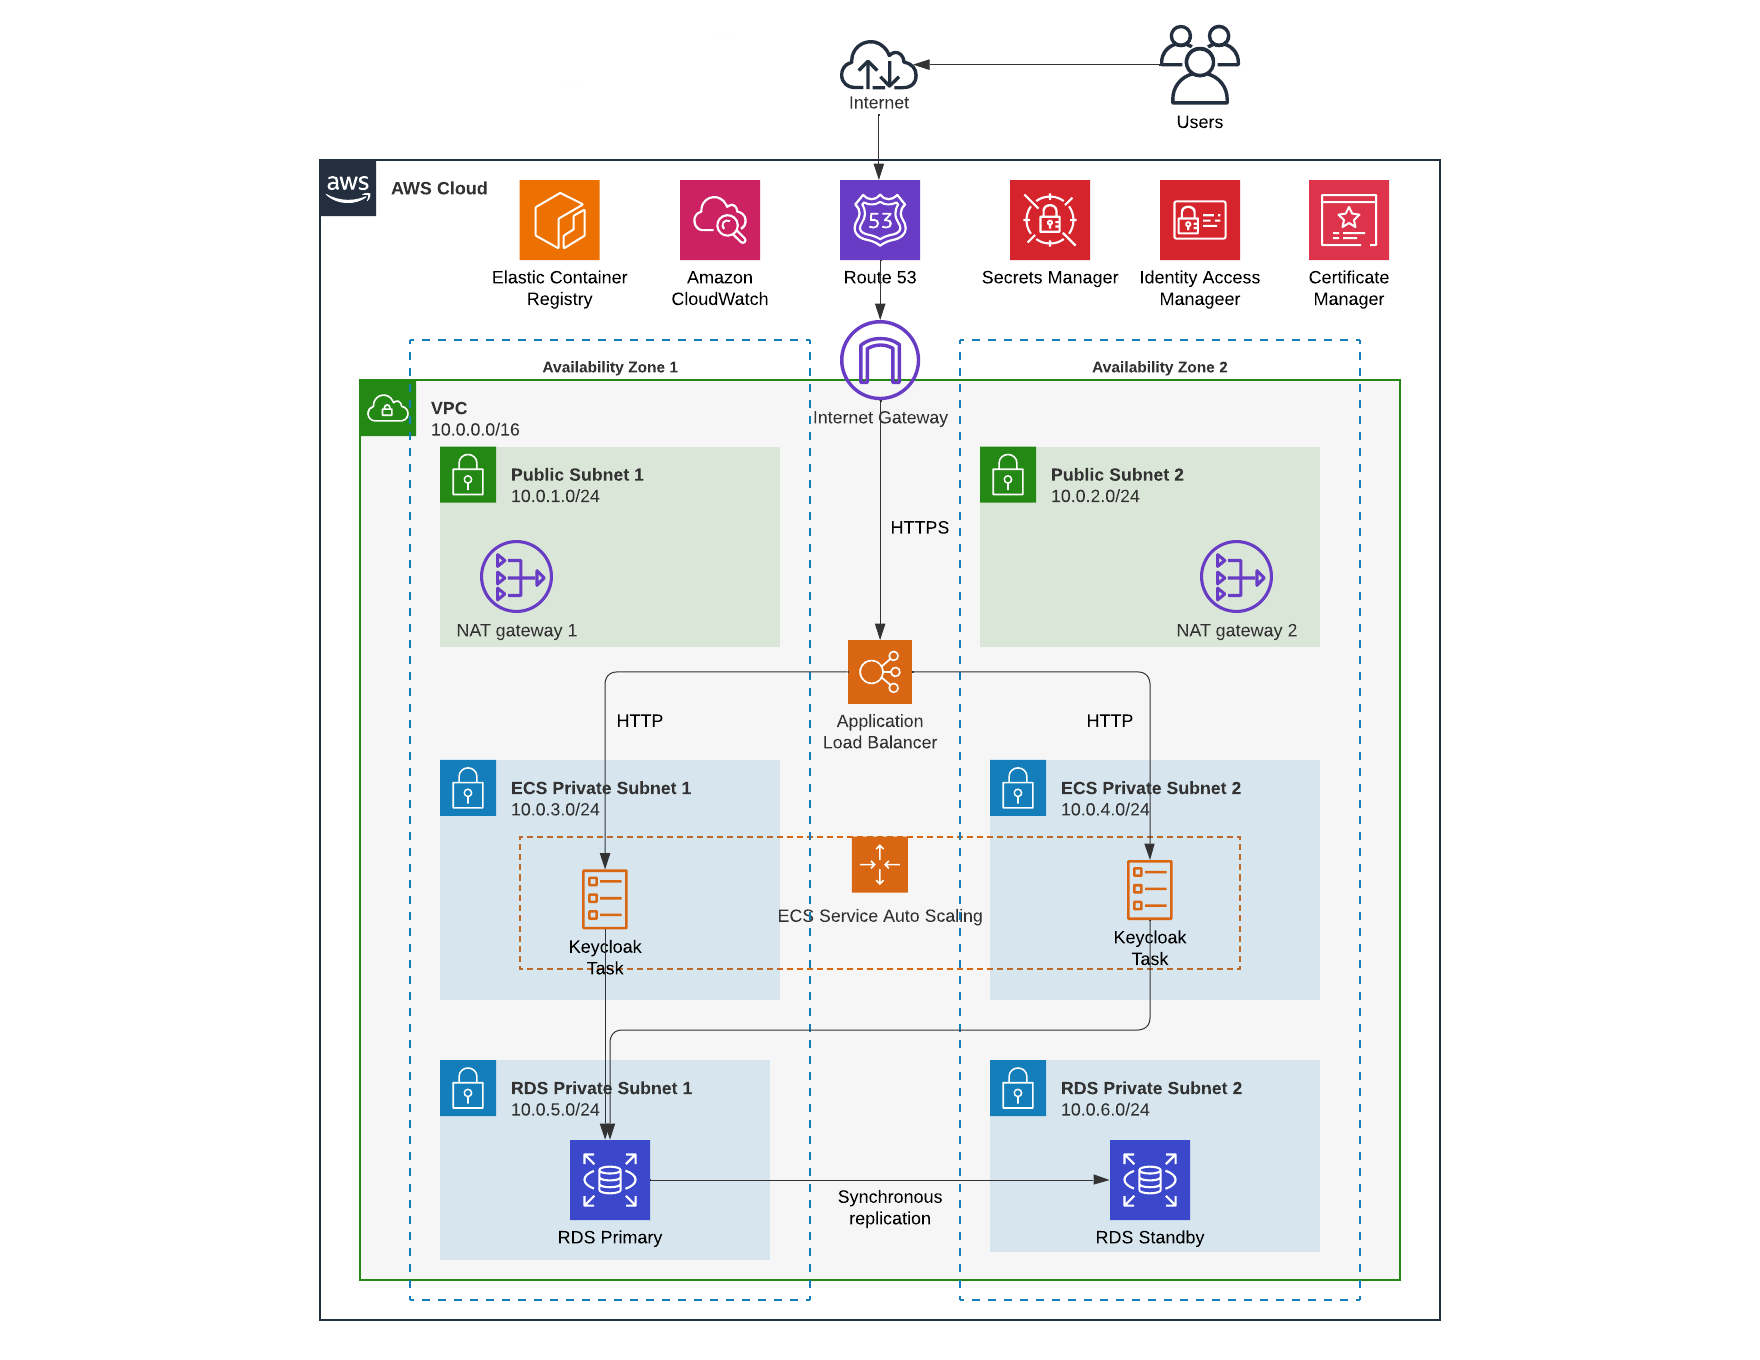 Internet
Users
aws
AWS Cloud
53
Elastic Container
Registry
Amazon
CloudWatch
Route 53
Secrets Manager
Identity Access
Manageer
Certificate
Manager
Availability Zone 1
Availability Zone 2
VPC
10.0.0.0/16
Internet Gateway
Public Subnet 1
10.0.1.0/24
Public Subnet 2
10.0.2.0/24
HTTPS
NAT gateway 1
NAT gateway 2
HTTP
Application
Load Balancer
HTTP
ECS Private Subnet 1
10.0.3.0/24
ECS Private Subnet 2
10.0.4.0/24
ECS Service Auto Scaling
Keycloak
Task
Keycloak
Task
RDS Private Subnet 1
10.0.5.0/24
RDS Private Subnet 2
10.0.6.0/24
Synchronous
replication
RDS Primary
RDS Standby